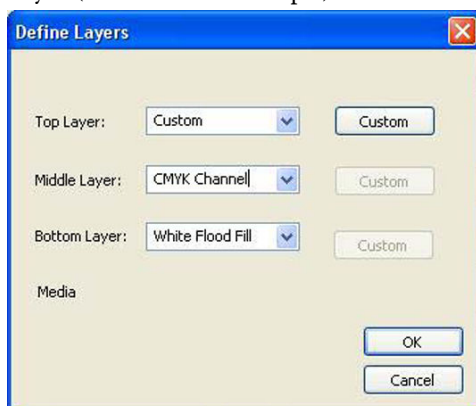 Define Layers
Top Layer: Custom Custom
Middle Layer: CMYK Channel Custom
Bottom Layer: White Flood Fill Custom
Media
OK
Cancel